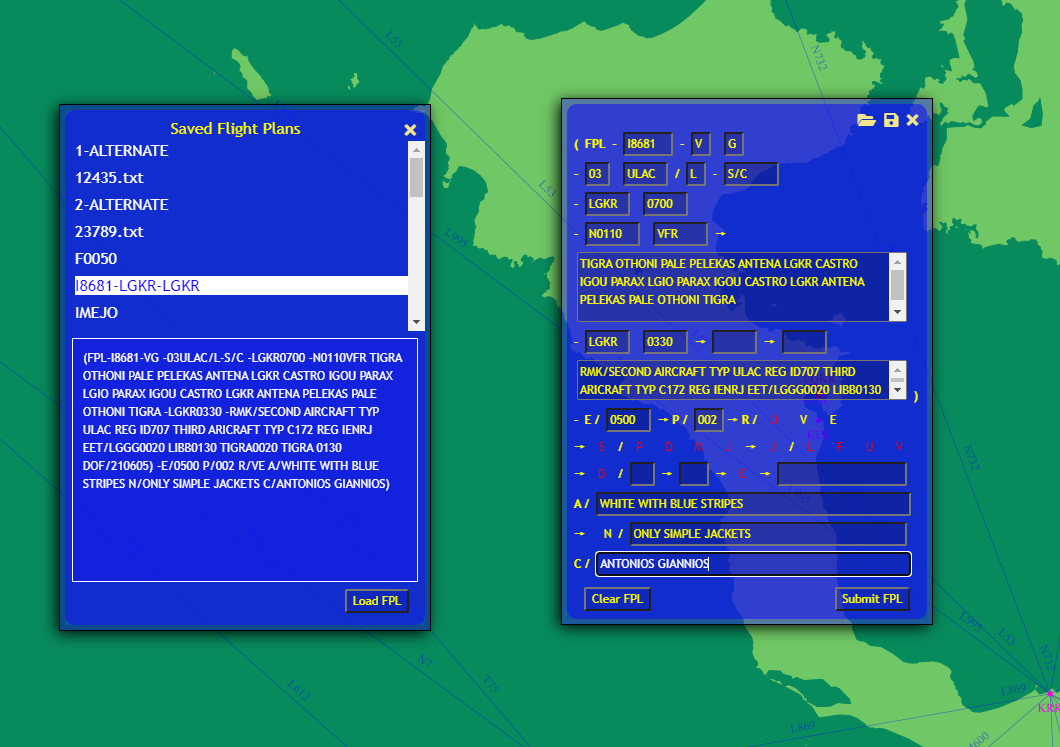 L53
N732
L53
L995
Saved Flight Plans
1-ALTERNATE
12435.txt
2-ALTERNATE
23789.txt
F0050
I8681-LGKR-LGKR
IMEJO
(FPL-I8681-VG -03ULAC/L-S/C -LGKR0700 -N0110VFR TIGRA
OTHONI PALE PELEKAS ANTENA LGKR CASTRO IGOU PARAX
LGIO PARAX IGOU CASTRO LGKR ANTENA PELEKAS PALE
OTHONI TIGRA -LGKR0330 -RMK/SECOND AIRCRAFT TYP
ULAC REG ID707 THIRD ARICRAFT TYP C172 REG IENRJ
EET/LGGG0020 LIBB0130 TIGRA0020 TIGRA 0130
DOF/210605) -E/0500 P/002 R/VE A/WHITE WITH BLUE
STRIPES N/ONLY SIMPLE JACKETS C/ANTONIOS GIANNIOS)
Load FPL
( FPL - I8681 - V G
- 03 ULAC / L - S/C
- LGKR 0700
- N0110 VFR →
TIGRA OTHONI PALE PELEKAS ANTENA LGKR CASTRO
IGOU PARAX LGIO PARAX IGOU CASTRO LGKR ANTENA
PELEKAS PALE OTHONI TIGRA
- LGKR 0330 → →
RMK/SECOND AIRCRAFT TYP ULAC REG ID707 THIRD
ARICRAFT TYP C172 REG IENRJ EET/LGGG0020 LIBB0130 )
- E / 0500 → P / 002 → R / V E
→ S / P D M J → J / L F U V
→ D / → → C →
A / WHITE WITH BLUE STRIPES
→ N / ONLY SIMPLE JACKETS
C / ANTONIOS GIANNIOS
Clear FPL Submit FPL
N732
L612
N7
T75
L995
L53
N732
L869
L869